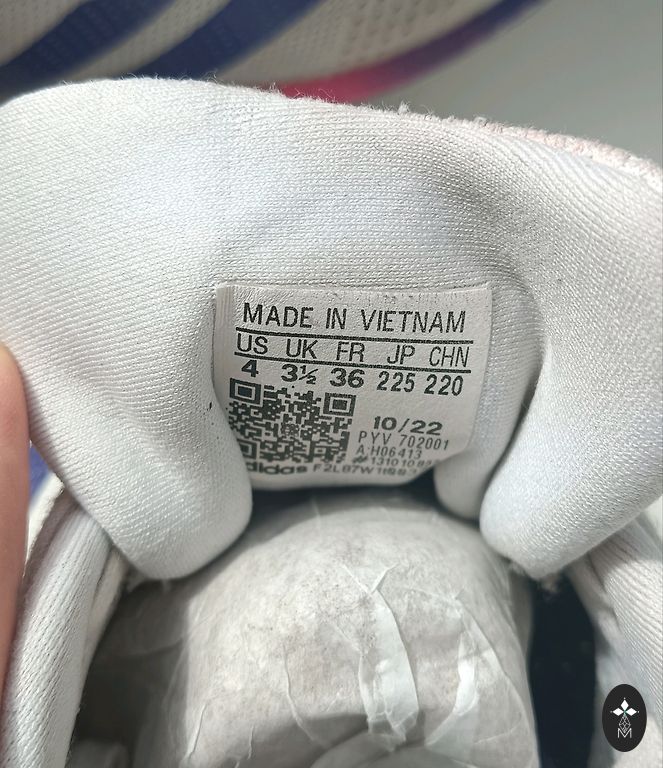 MADE IN VIETNAM
US UK FR JP CHN
4 3½ 36 225 220
10/22
PYV 702001
A:H06413
adidas
M